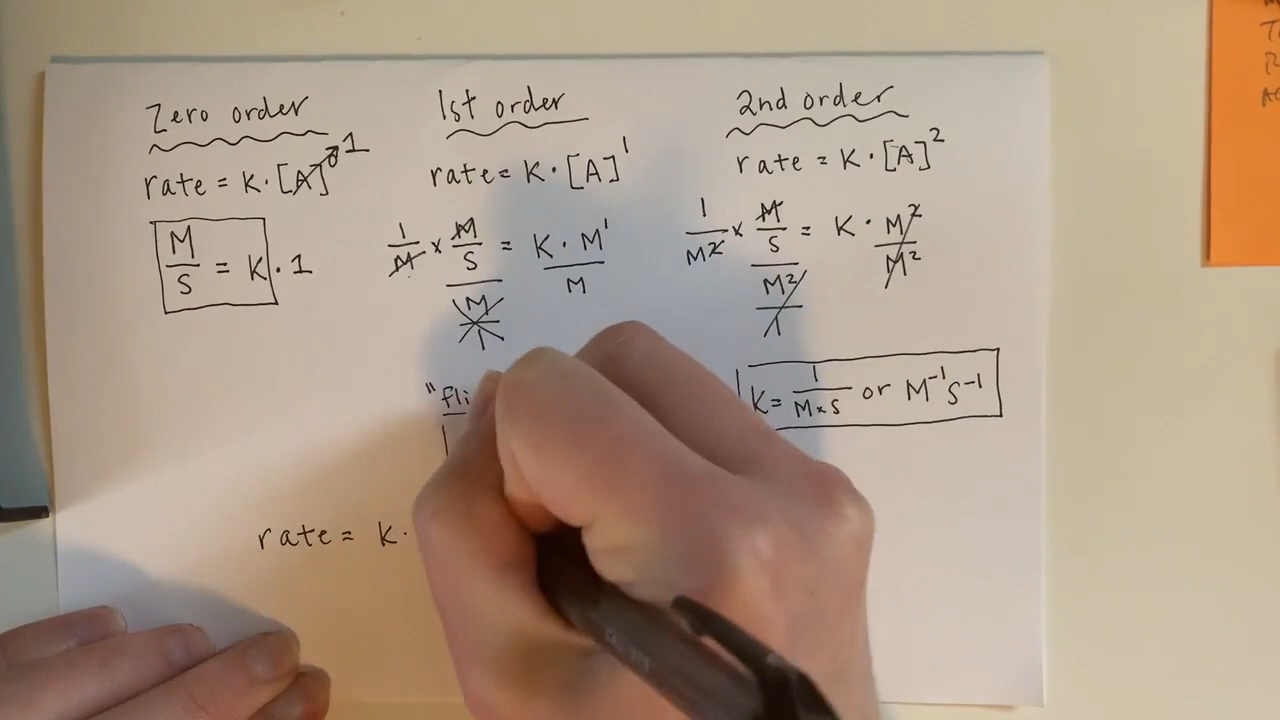 Zero order
rate = K · [A]⁰ 1
M/S = K · 1
1st order
rate = K · [A]¹
1/M × M/S / M/1 = K · M¹ / M
"fli
2nd order
rate = K · [A]²
1/M² × M/S / M²/1 = K · M² / M²
K = 1/M×S or M⁻¹S⁻¹
rate = K ·